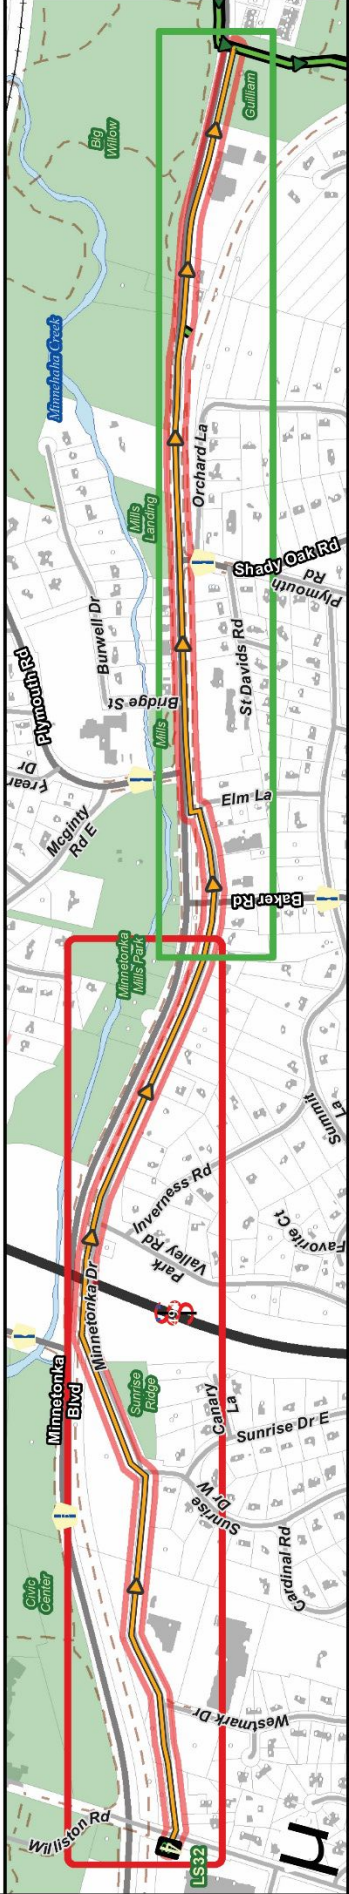 Guilliam
Big
Willow
Minnehaha Creek
Orchard La
Mills
Landing
Shady Oak Rd
Plymouth
Rd
Burwell Dr
St Davids Rd
Bridge St
Plymouth Rd
Mills
Frear
Dr
Mcginty
Rd E
Elm La
Baker Rd
Minnetonka
Mills Park
Summit
La
Inverness Rd
Park
Valley Rd
Favorite Ct
Minnetonka Dr
Minnetonka
Blvd
Sunrise
Ridge
Canary
La
Sunrise Dr E
Sunrise
Dr W
Cardinal Rd
Civic
Center
Westmark Dr
Williston Rd
LS32